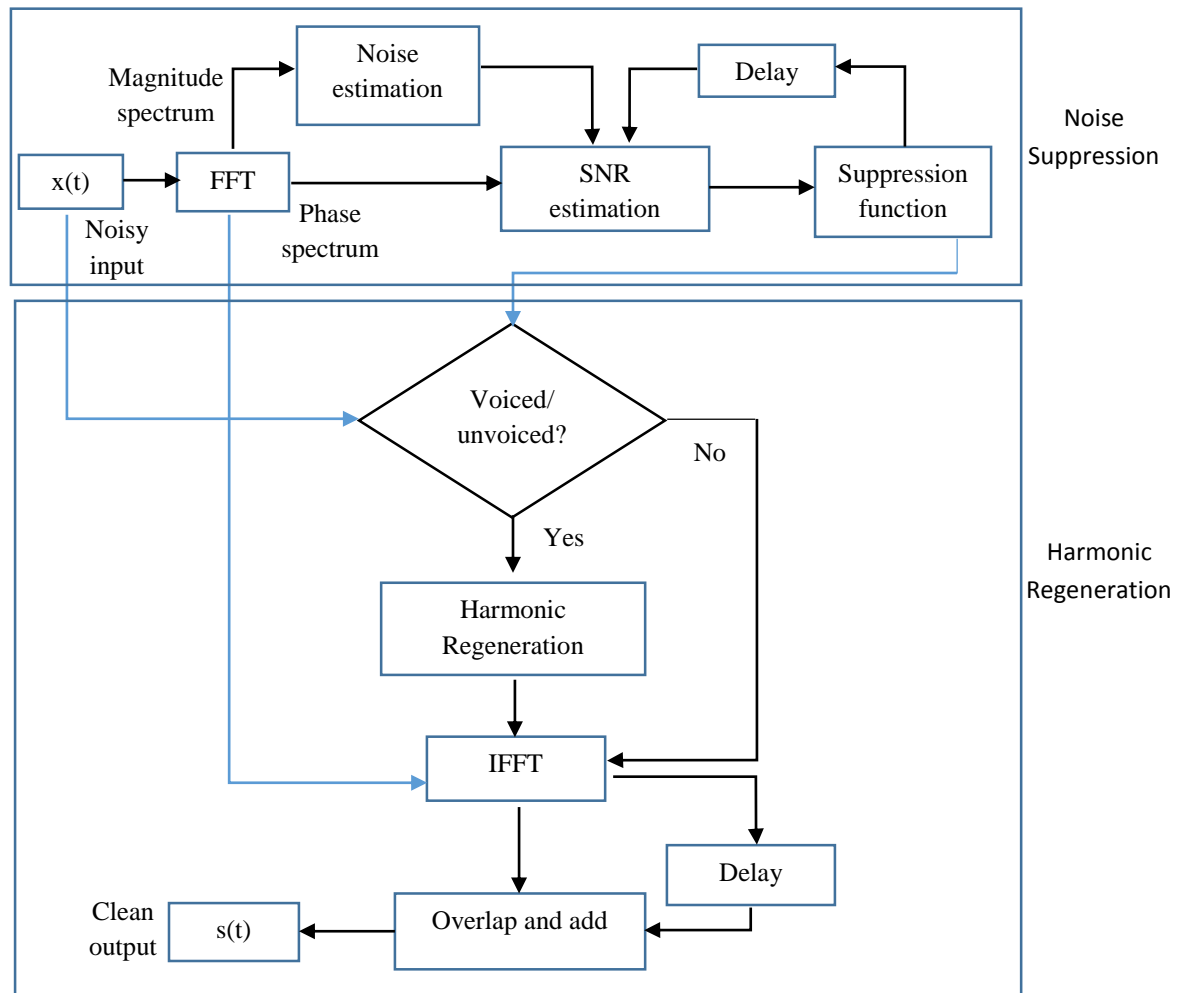 Noise
estimation
Delay
Magnitude
spectrum
Noise
Suppression
x(t)
FFT
SNR
estimation
Suppression
function
Noisy
input
Phase
spectrum
Voiced/
unvoiced?
No
Yes
Harmonic
Regeneration
Harmonic
Regeneration
IFFT
Delay
Clean
output
s(t)
Overlap and add